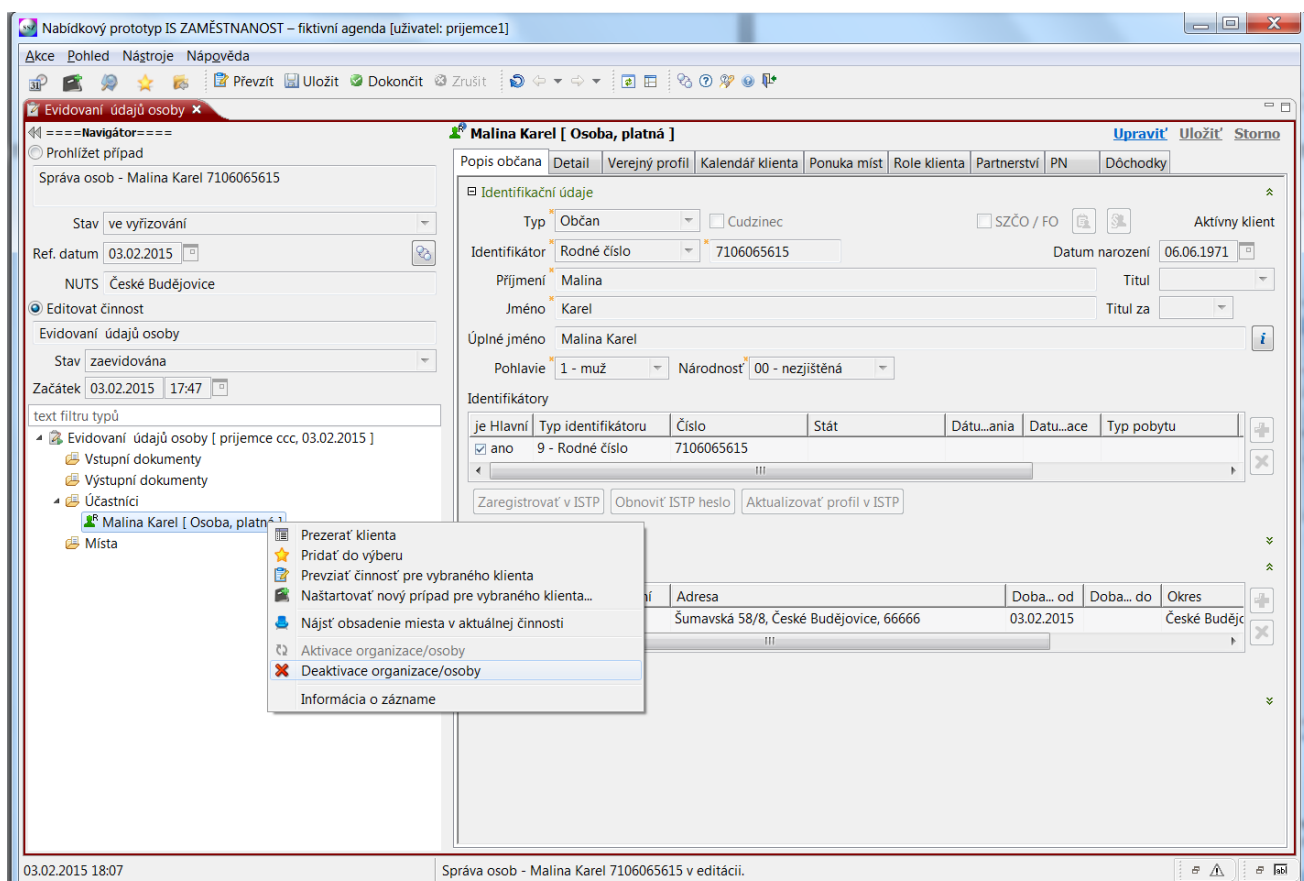 Nabídkový prototyp IS ZAMĚSTNANOST – fiktivní agenda [uživatel: prijemce1]
Akce Pohled Nástroje Nápověda
Převzít Uložit Dokončit Zrušit
Evidovaní údajů osoby
====Navigátor====
Prohlížet případ
Správa osob - Malina Karel 7106065615
Stav ve vyřizování
Ref. datum 03.02.2015
NUTS České Budějovice
Editovat činnost
Evidovaní údajů osoby
Stav zaevidována
Začátek 03.02.2015 17:47
text filtru typů
Evidovaní údajů osoby [ prijemce ccc, 03.02.2015 ]
Vstupní dokumenty
Výstupní dokumenty
Účastníci
Malina Karel [ Osoba, platná ]
Místa
Prezerať klienta
Pridať do výberu
Prevziať činnosť pre vybraného klienta
Naštartovať nový prípad pre vybraného klienta...
Nájsť obsadenie miesta v aktuálnej činnosti
Aktivace organizace/osoby
Deaktivace organizace/osoby
Informácia o zázname
Malina Karel [ Osoba, platná ]
Upraviť Uložiť Storno
Popis občana Detail Verejný profil Kalendář klienta Ponuka míst Role klienta Partnerství PN Dôchodky
Identifikační údaje
Typ Občan Cudzinec SZČO / FO Aktívny klient
Identifikátor Rodné číslo 7106065615 Datum narození 06.06.1971
Příjmení Malina Titul
Jméno Karel Titul za
Úplné jméno Malina Karel
Pohlavie 1 - muž Národnosť 00 - nezjištěná
Identifikátory
je Hlavní Typ identifikátoru Číslo Stát Dátu...ania Datu...ace Typ pobytu
ano 9 - Rodné číslo 7106065615
Zaregistrovať v ISTP Obnoviť ISTP heslo Aktualizovať profil v ISTP
Adresa Doba... od Doba... do Okres
Šumavská 58/8, České Budějovice, 66666 03.02.2015 České Budějc
03.02.2015 18:07
Správa osob - Malina Karel 7106065615 v editácii.